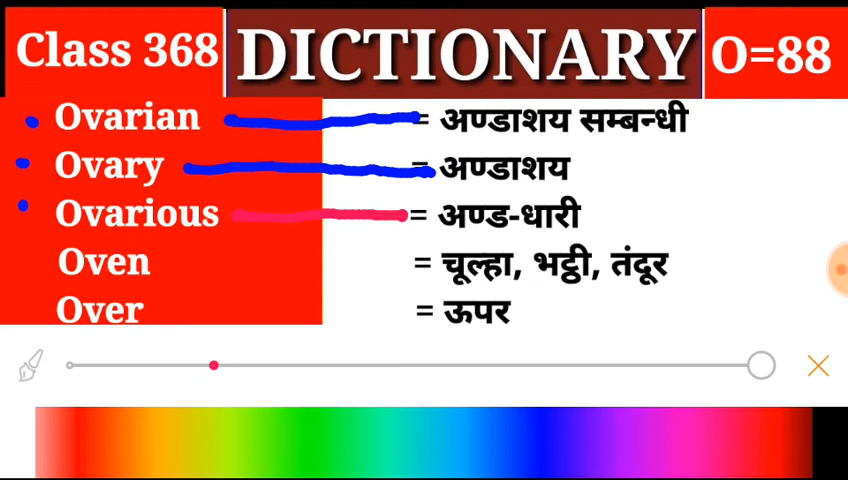 Class 368 DICTIONARY O=88
Ovarian = अण्डाशय सम्बन्धी
Ovary = अण्डाशय
Ovarious = अण्ड-धारी
Oven = चूल्हा, भट्ठी, तंदूर
Over = ऊपर